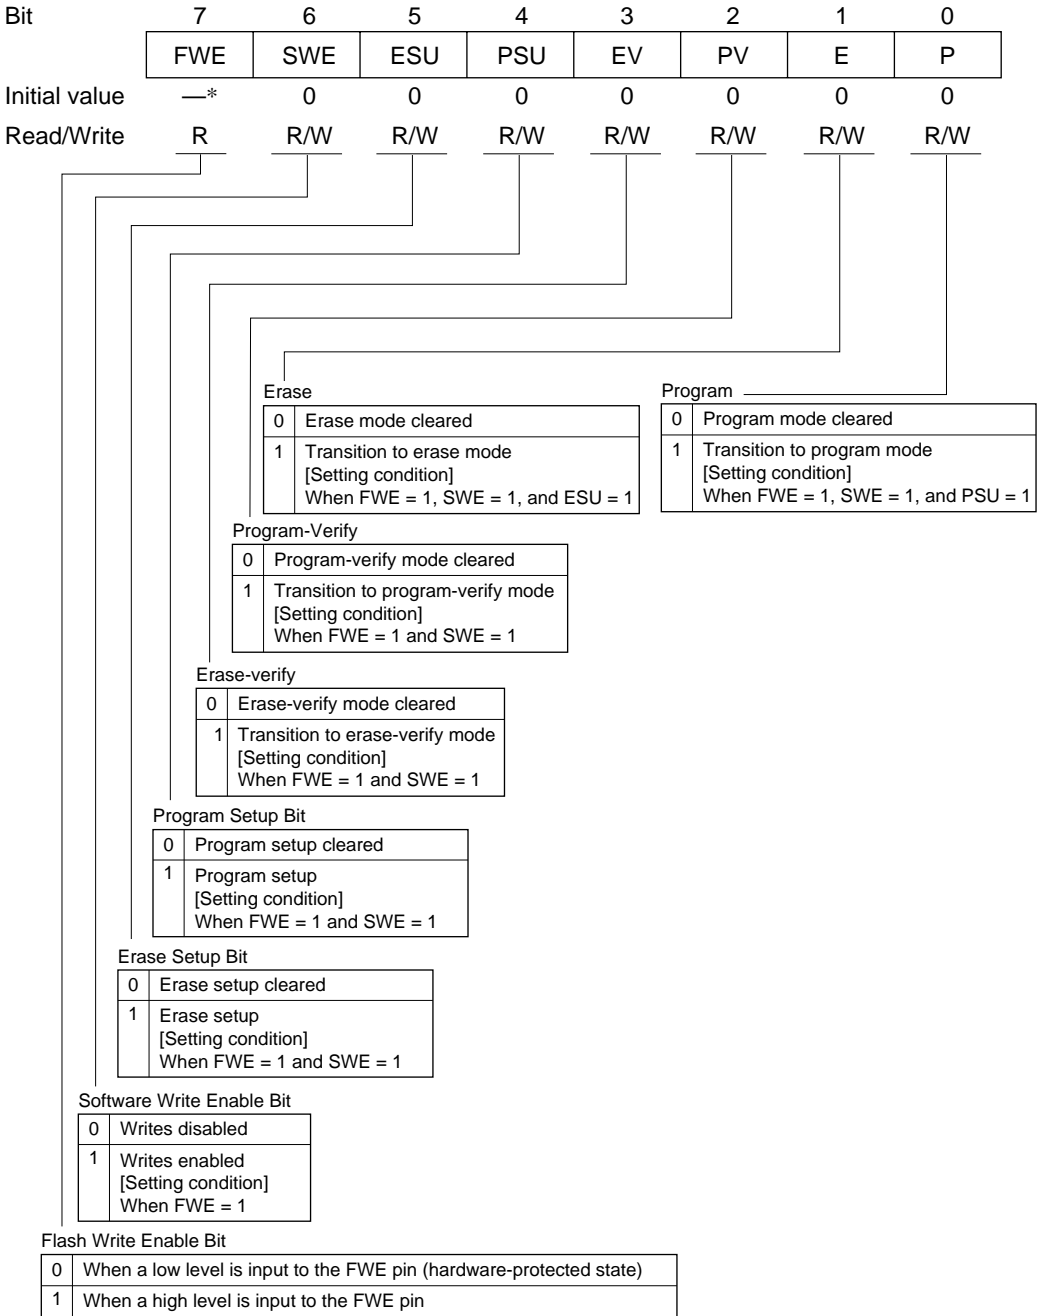 Bit 7 6 5 4 3 2 1 0
FWE SWE ESU PSU EV PV E P
Initial value —* 0 0 0 0 0 0 0
Read/Write R R/W R/W R/W R/W R/W R/W R/W
Erase
0 Erase mode cleared
1 Transition to erase mode
[Setting condition]
When FWE = 1, SWE = 1, and ESU = 1
Program
0 Program mode cleared
1 Transition to program mode
[Setting condition]
When FWE = 1, SWE = 1, and PSU = 1
Program-Verify
0 Program-verify mode cleared
1 Transition to program-verify mode
[Setting condition]
When FWE = 1 and SWE = 1
Erase-verify
0 Erase-verify mode cleared
1 Transition to erase-verify mode
[Setting condition]
When FWE = 1 and SWE = 1
Program Setup Bit
0 Program setup cleared
1 Program setup
[Setting condition]
When FWE = 1 and SWE = 1
Erase Setup Bit
0 Erase setup cleared
1 Erase setup
[Setting condition]
When FWE = 1 and SWE = 1
Software Write Enable Bit
0 Writes disabled
1 Writes enabled
[Setting condition]
When FWE = 1
Flash Write Enable Bit
0 When a low level is input to the FWE pin (hardware-protected state)
1 When a high level is input to the FWE pin